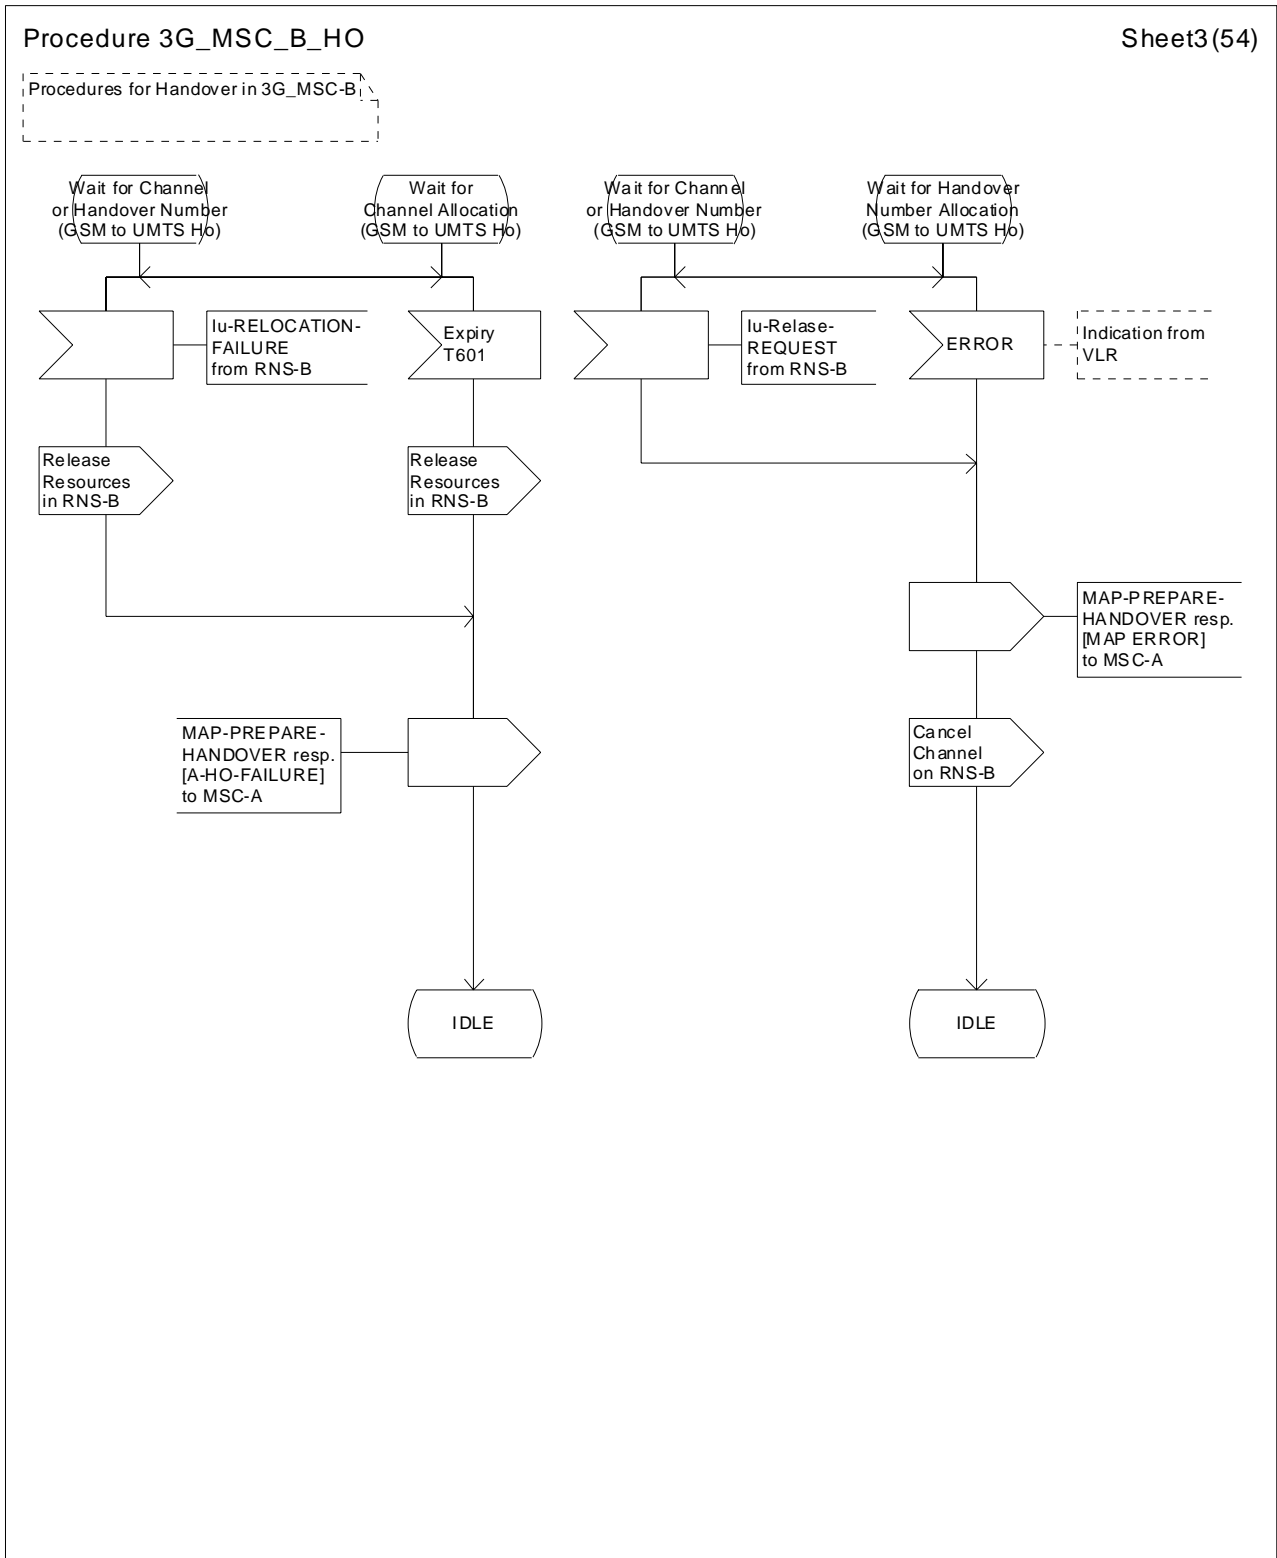 Procedure 3G_MSC_B_HO
Sheet3(54)
Procedures for Handover in 3G_MSC-B
Wait for Channel
or Handover Number
(GSM to UMTS Ho)
Wait for
Channel Allocation
(GSM to UMTS Ho)
Wait for Channel
or Handover Number
(GSM to UMTS Ho)
Wait for Handover
Number Allocation
(GSM to UMTS Ho)
Iu-RELOCATION-
FAILURE
from RNS-B
Expiry
T601
Iu-Relase-
REQUEST
from RNS-B
ERROR
Indication from
VLR
Release
Resources
in RNS-B
Release
Resources
in RNS-B
MAP-PREPARE-
HANDOVER resp.
[MAP ERROR]
to MSC-A
MAP-PREPARE-
HANDOVER resp.
[A-HO-FAILURE]
to MSC-A
Cancel
Channel
on RNS-B
IDLE
IDLE